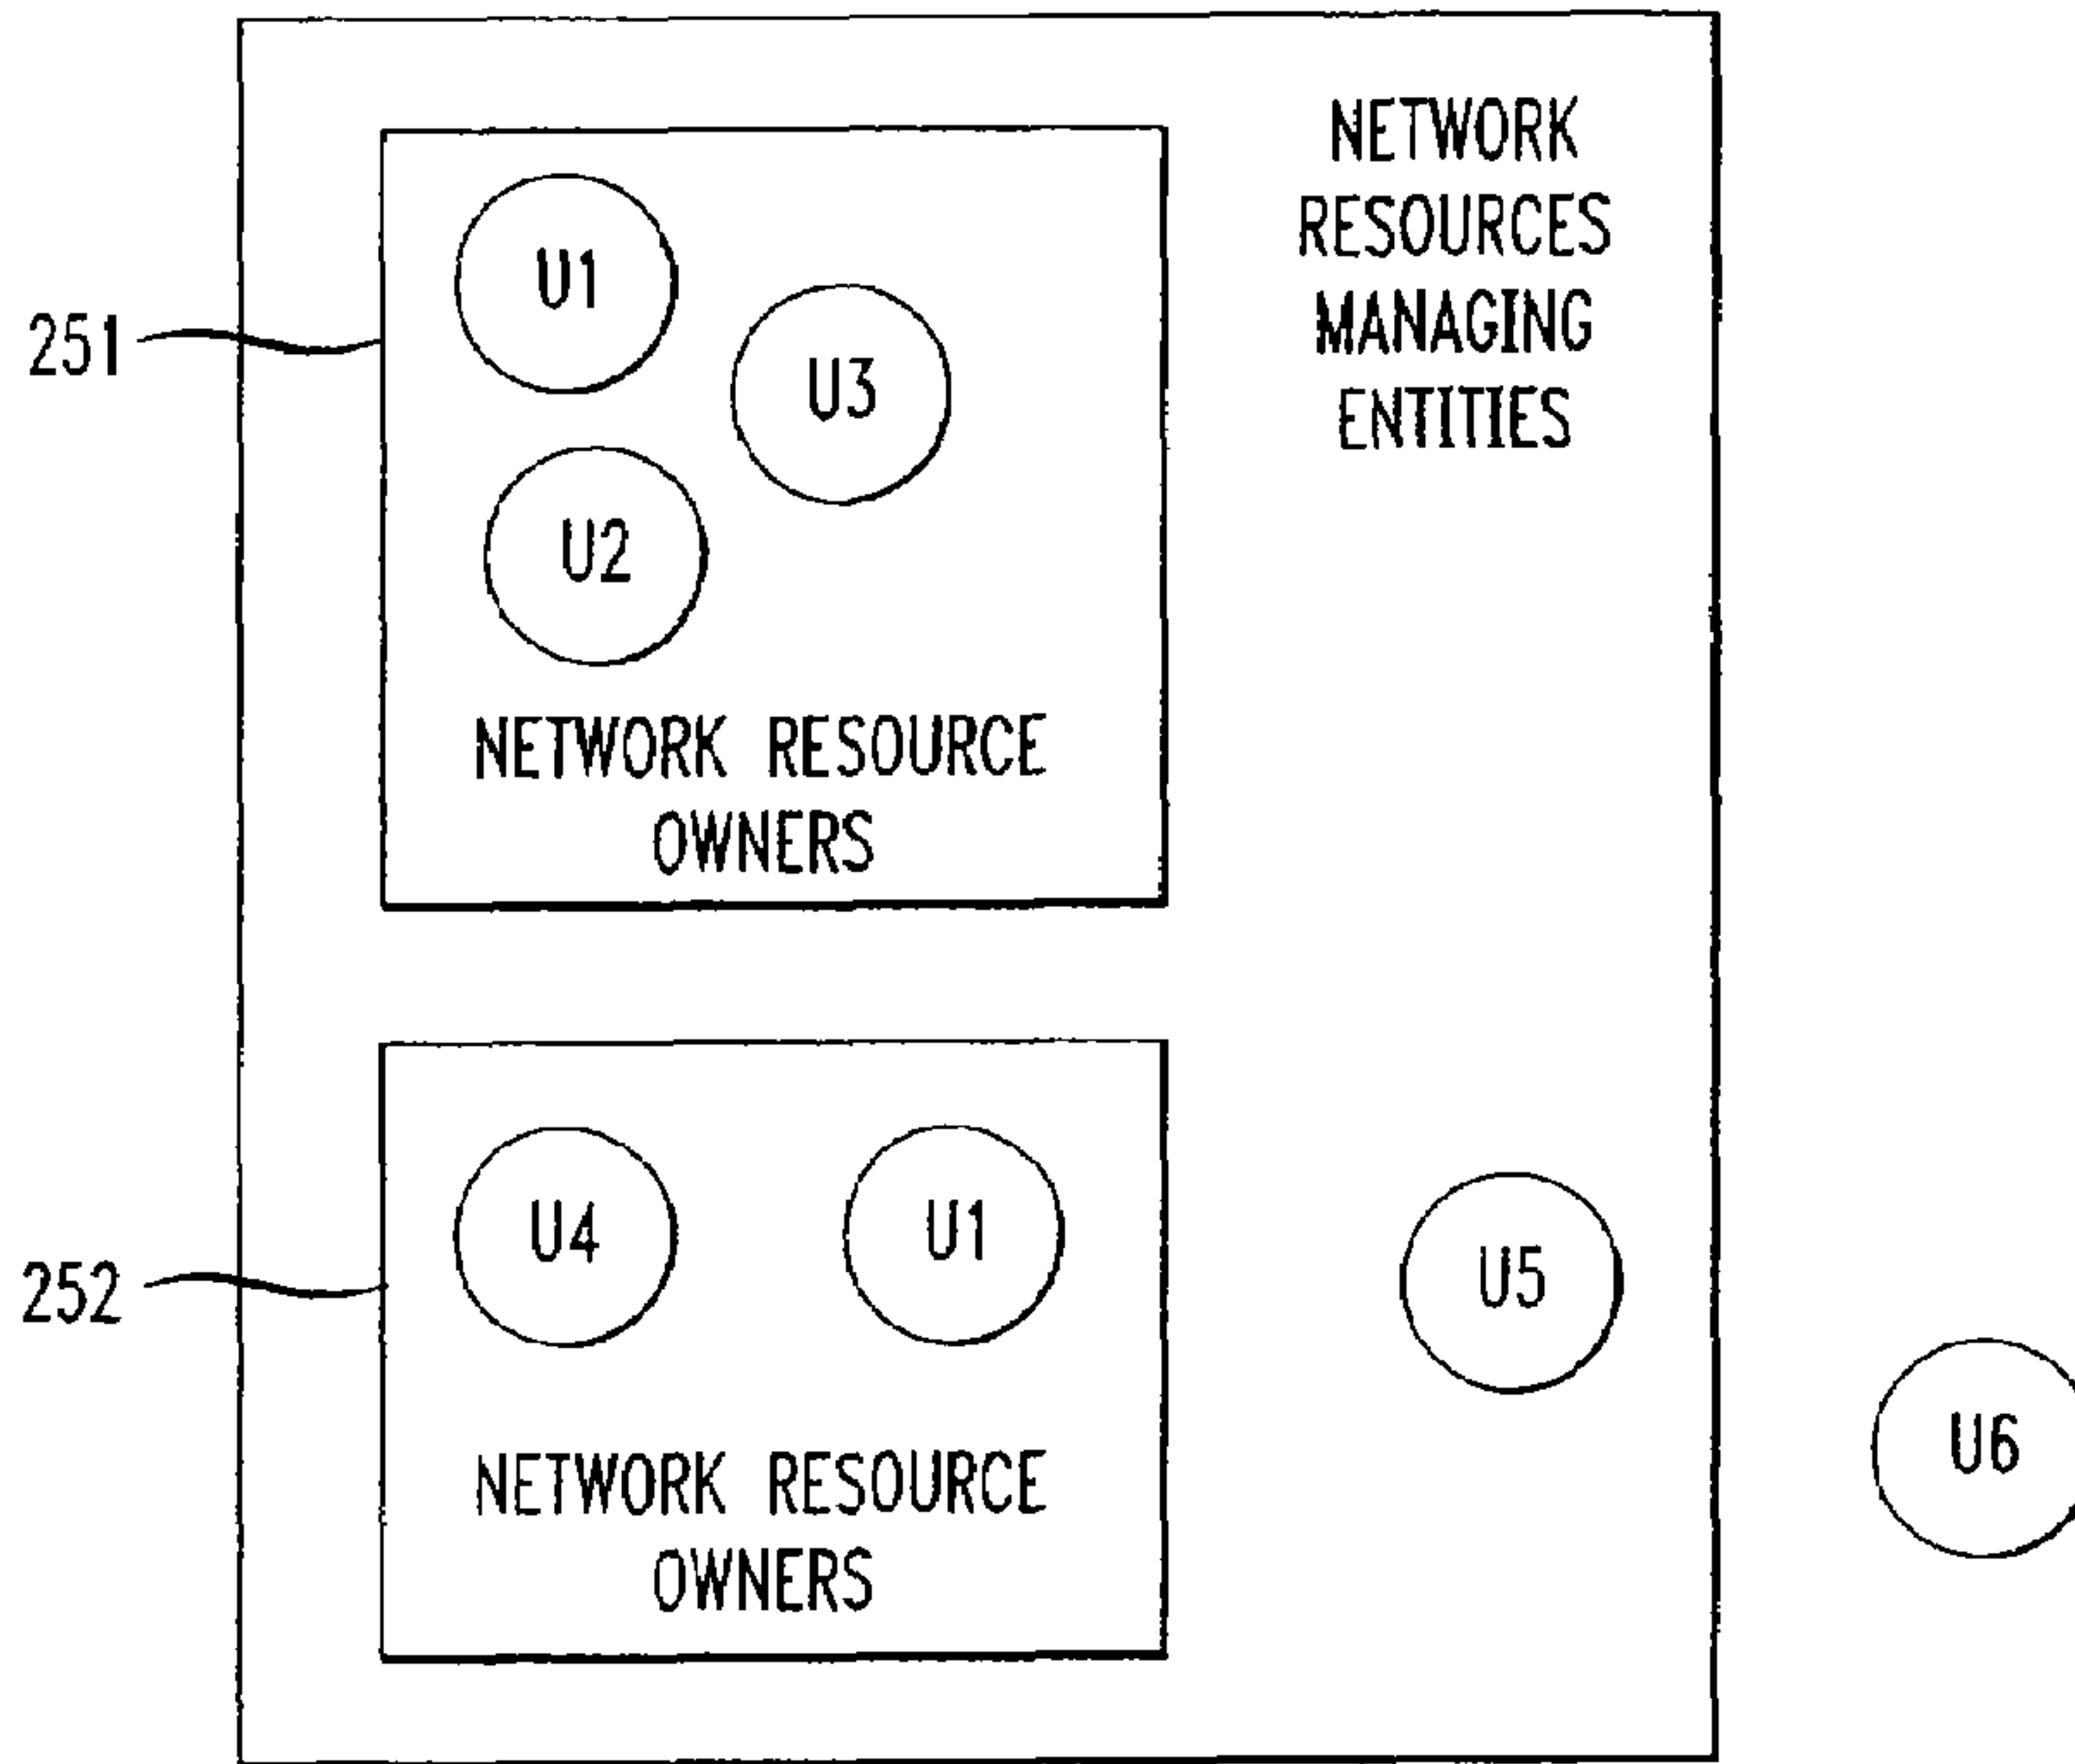 NETWORK
RESOURCES
MANAGING
ENTITIES
251
U1
U3
U2
NETWORK RESOURCE
OWNERS
252
U4
U1
U5
U6
NETWORK RESOURCE
OWNERS